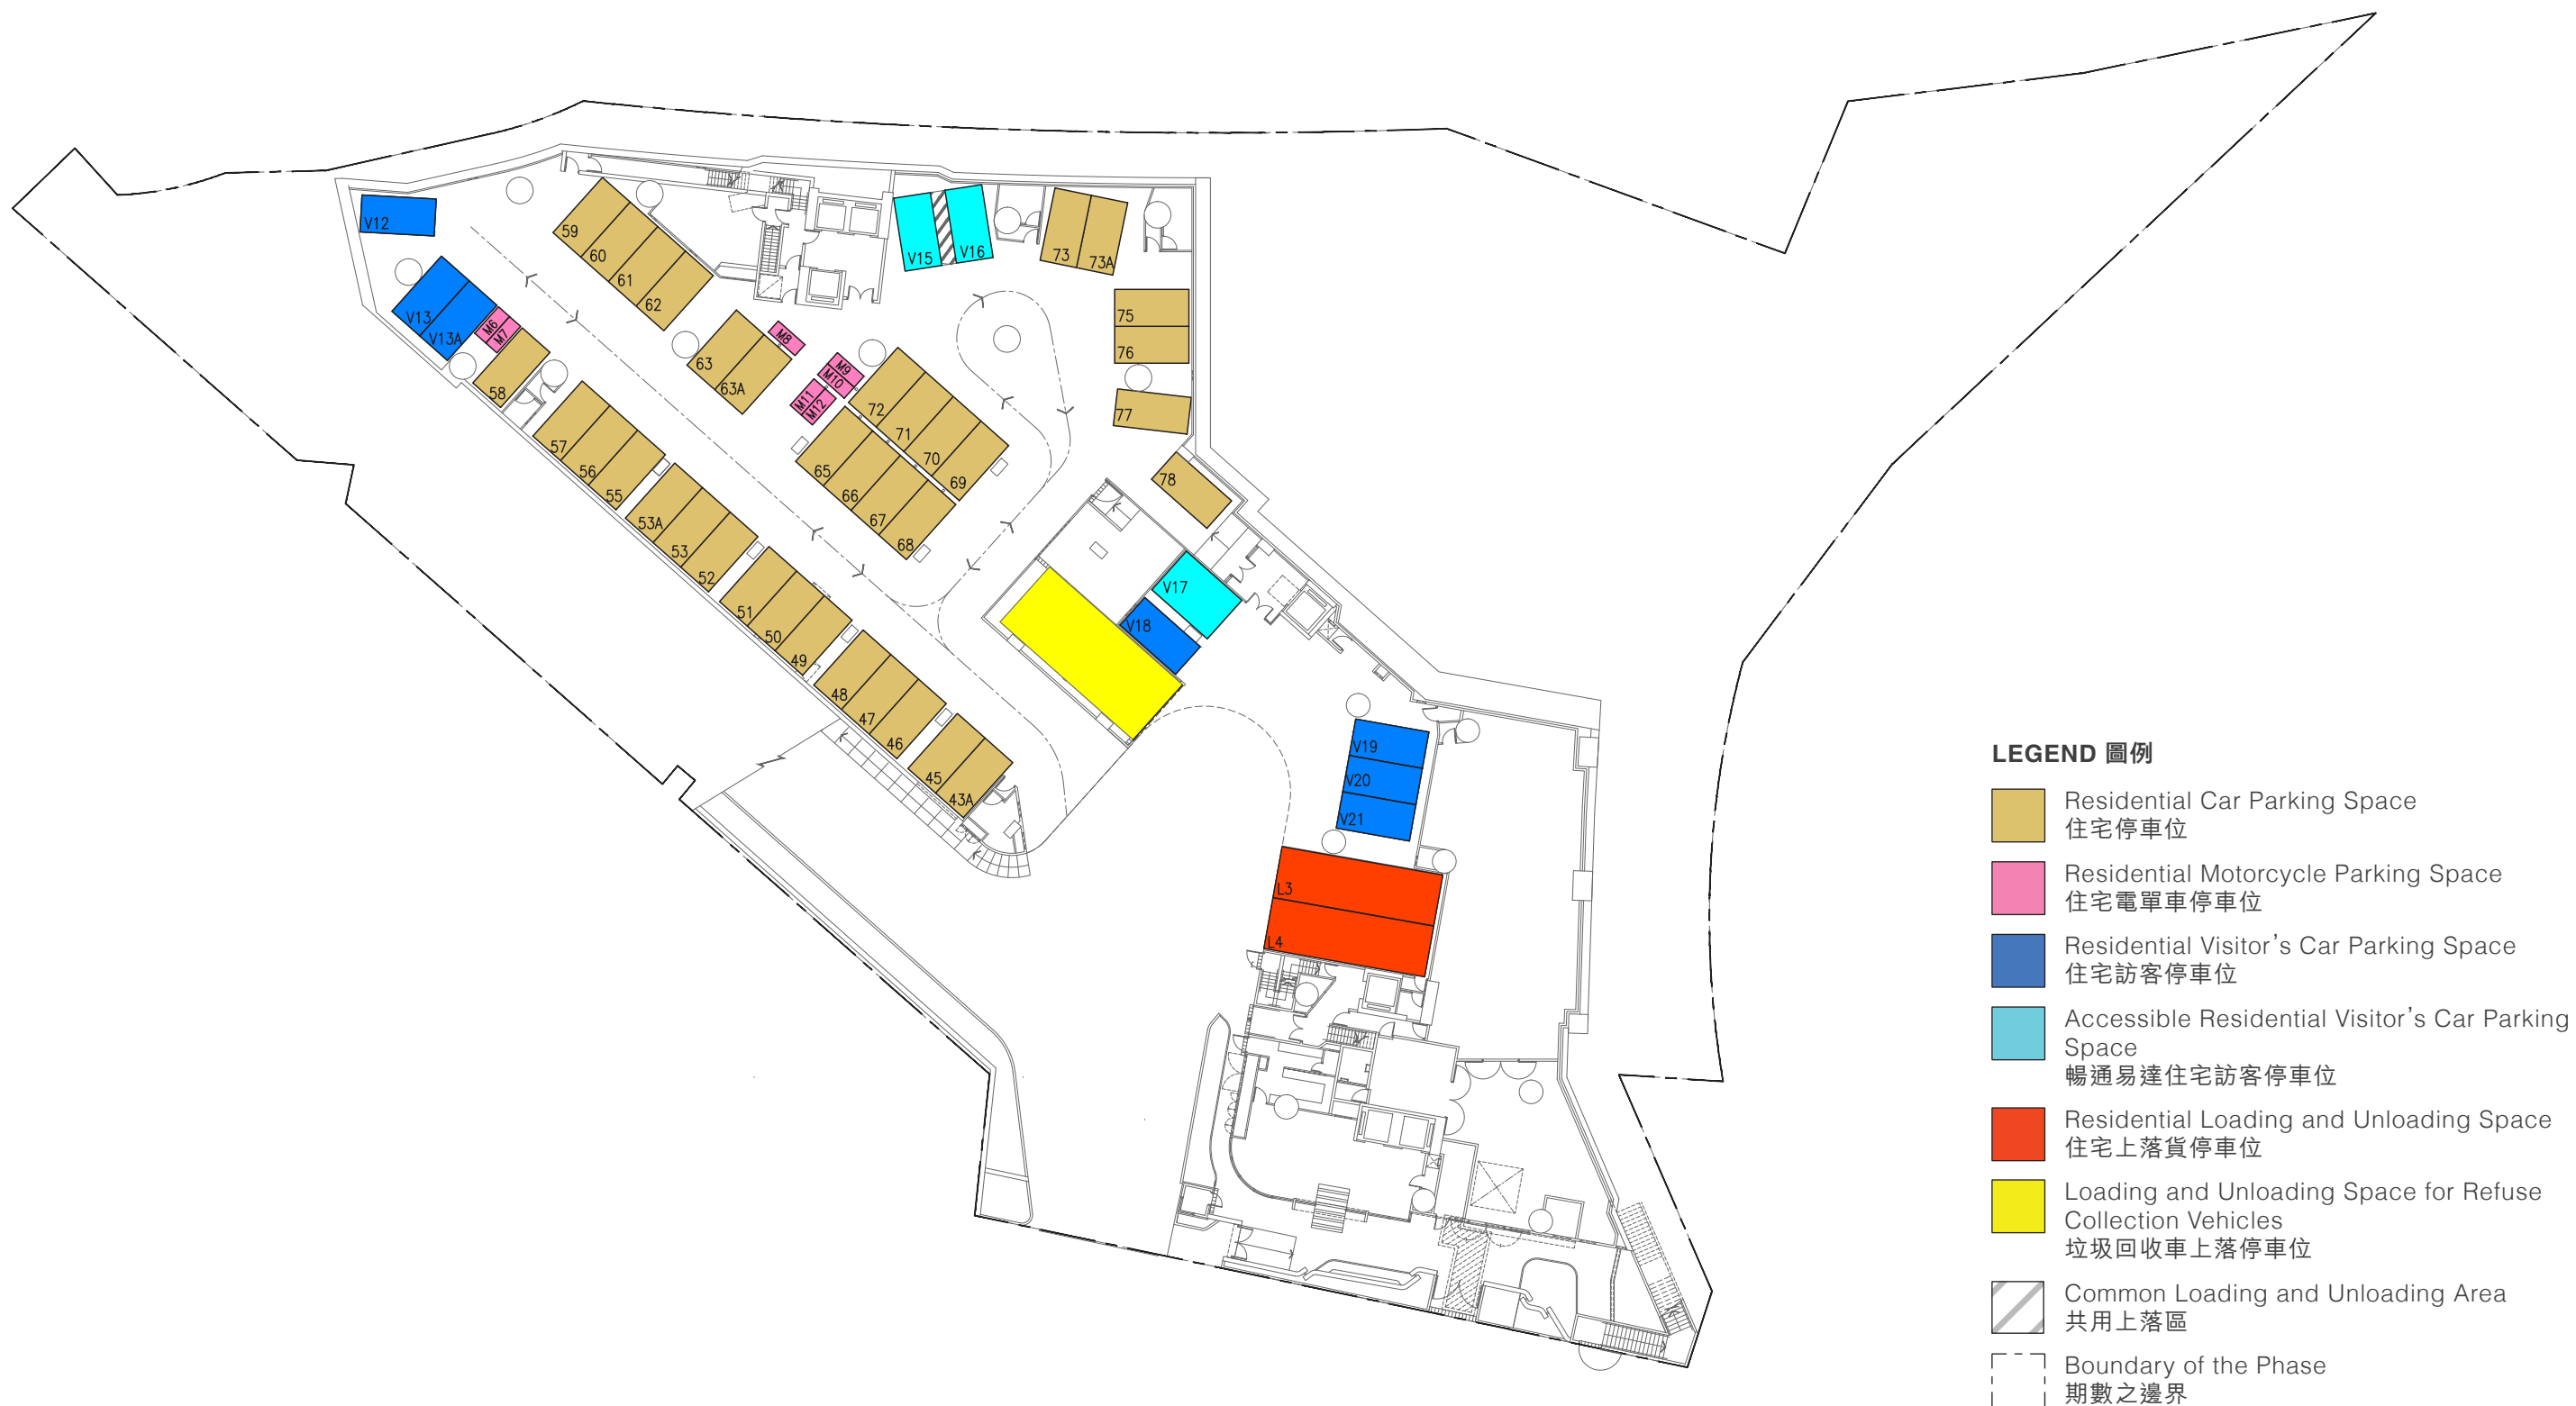 V12
59
60
61
62
V15
V16
73
73A
V13
V13A
M6
M7
58
63
63A
M8
M9
M10
M11
M12
75
76
77
78
72
71
70
69
65
66
67
68
57
56
55
53A
53
52
51
50
49
48
47
46
45
43A
V17
V18
V19
V20
V21
L3
L4
LEGEND 圖例
Residential Car Parking Space
住宅停車位
Residential Motorcycle Parking Space
住宅電單車停車位
Residential Visitor’s Car Parking Space
住宅訪客停車位
Accessible Residential Visitor’s Car Parking
Space
暢通易達住宅訪客停車位
Residential Loading and Unloading Space
住宅上落貨停車位
Loading and Unloading Space for Refuse
Collection Vehicles
垃圾回收車上落停車位
Common Loading and Unloading Area
共用上落區
Boundary of the Phase
期數之邊界